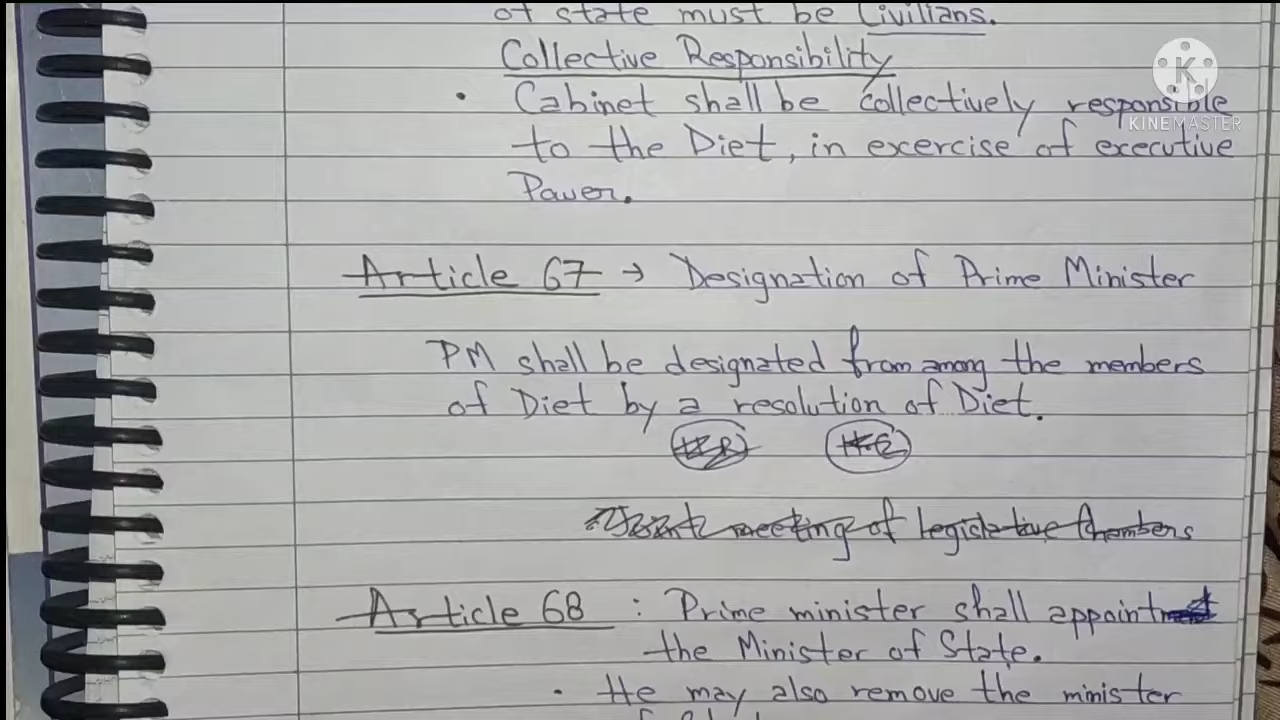 of state must be Civilians.
Collective Responsibility
• Cabinet shall be collectively responsible
to the Diet, in exercise of executive
Power.
Article 67 → Designation of Prime Minister
PM shall be designated from among the members
of Diet by a resolution of Diet.
meeting of legislative Chambers
Article 68 : Prime minister shall appoint
the Minister of State.
• He may also remove the minister
K
KINEMASTER